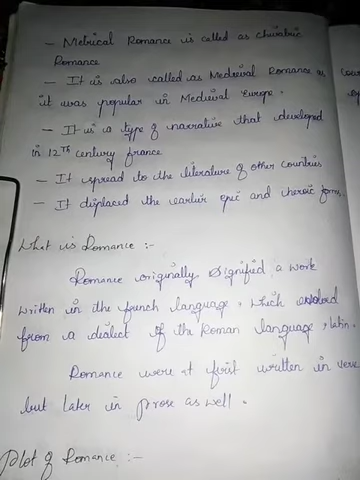 - Metrical Romance is called as chivalric
Romance
- It is also called as Medieval Romance as
it was popular in Medieval Europe.
- It is a type of narrative that developed
in 12th century france
- It spread to the literature of other countries
- It displaced the earlier epic and heroic forms.
What is Romance :-
Romance originally signified a work
written in the french language, which evolved
from a dialect of the Roman language, latin.
Romance were at first written in verse
but later in prose as well.
Plot of Romance :-